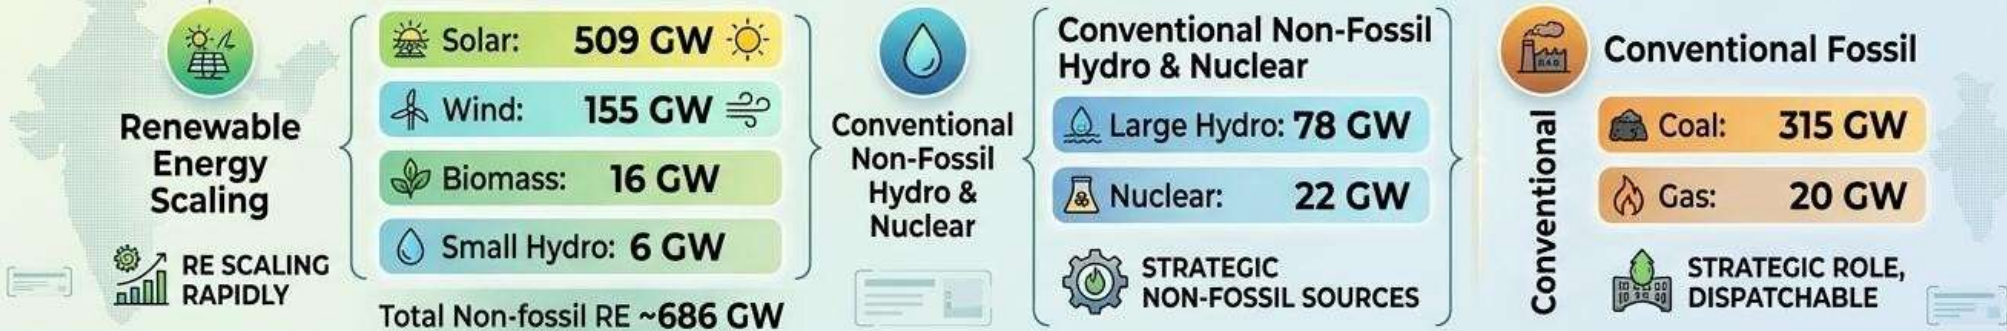 Renewable
Energy
Scaling
RE SCALING
RAPIDLY
Solar: 509 GW
Wind: 155 GW
Biomass: 16 GW
Small Hydro: 6 GW
Total Non-fossil RE ~686 GW
Conventional
Non-Fossil
Hydro &
Nuclear
Conventional Non-Fossil
Hydro & Nuclear
Large Hydro: 78 GW
Nuclear: 22 GW
STRATEGIC
NON-FOSSIL SOURCES
Conventional
Conventional Fossil
Coal: 315 GW
Gas: 20 GW
STRATEGIC ROLE,
DISPATCHABLE